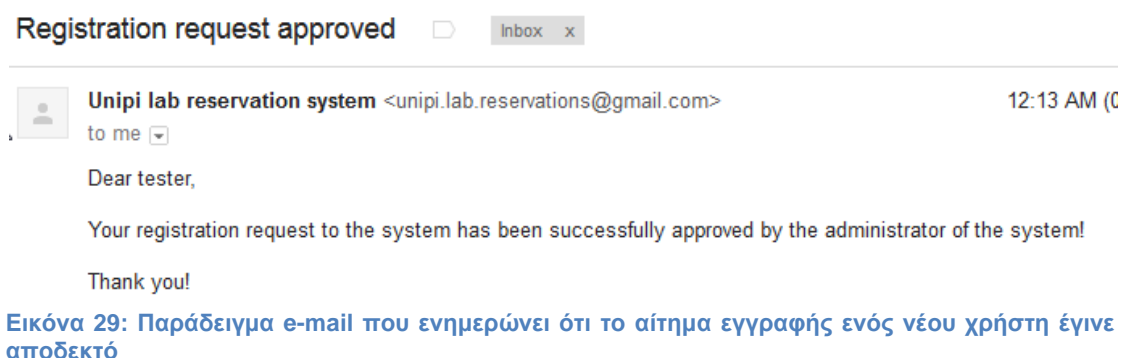 Registration request approved Inbox x
Unipi lab reservation system <unipi.lab.reservations@gmail.com> 12:13 AM (
to me
Dear tester,
Your registration request to the system has been successfully approved by the administrator of the system!
Thank you!
Εικόνα 29: Παράδειγμα e-mail που ενημερώνει ότι το αίτημα εγγραφής ενός νέου χρήστη έγινε
αποδεκτό